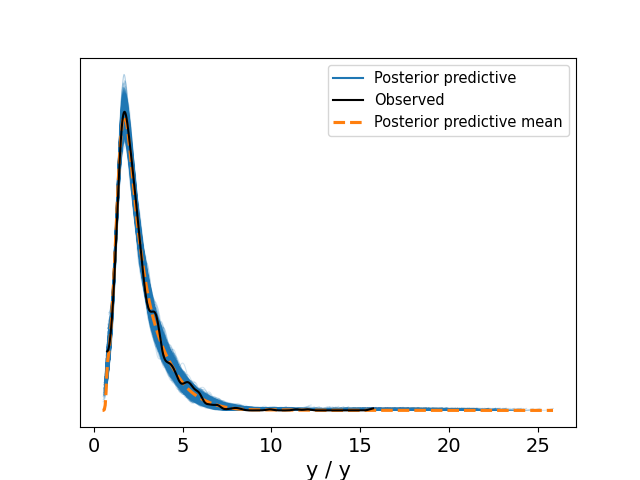 Posterior predictive
Observed
Posterior predictive mean
0 5 10 15 20 25
y / y